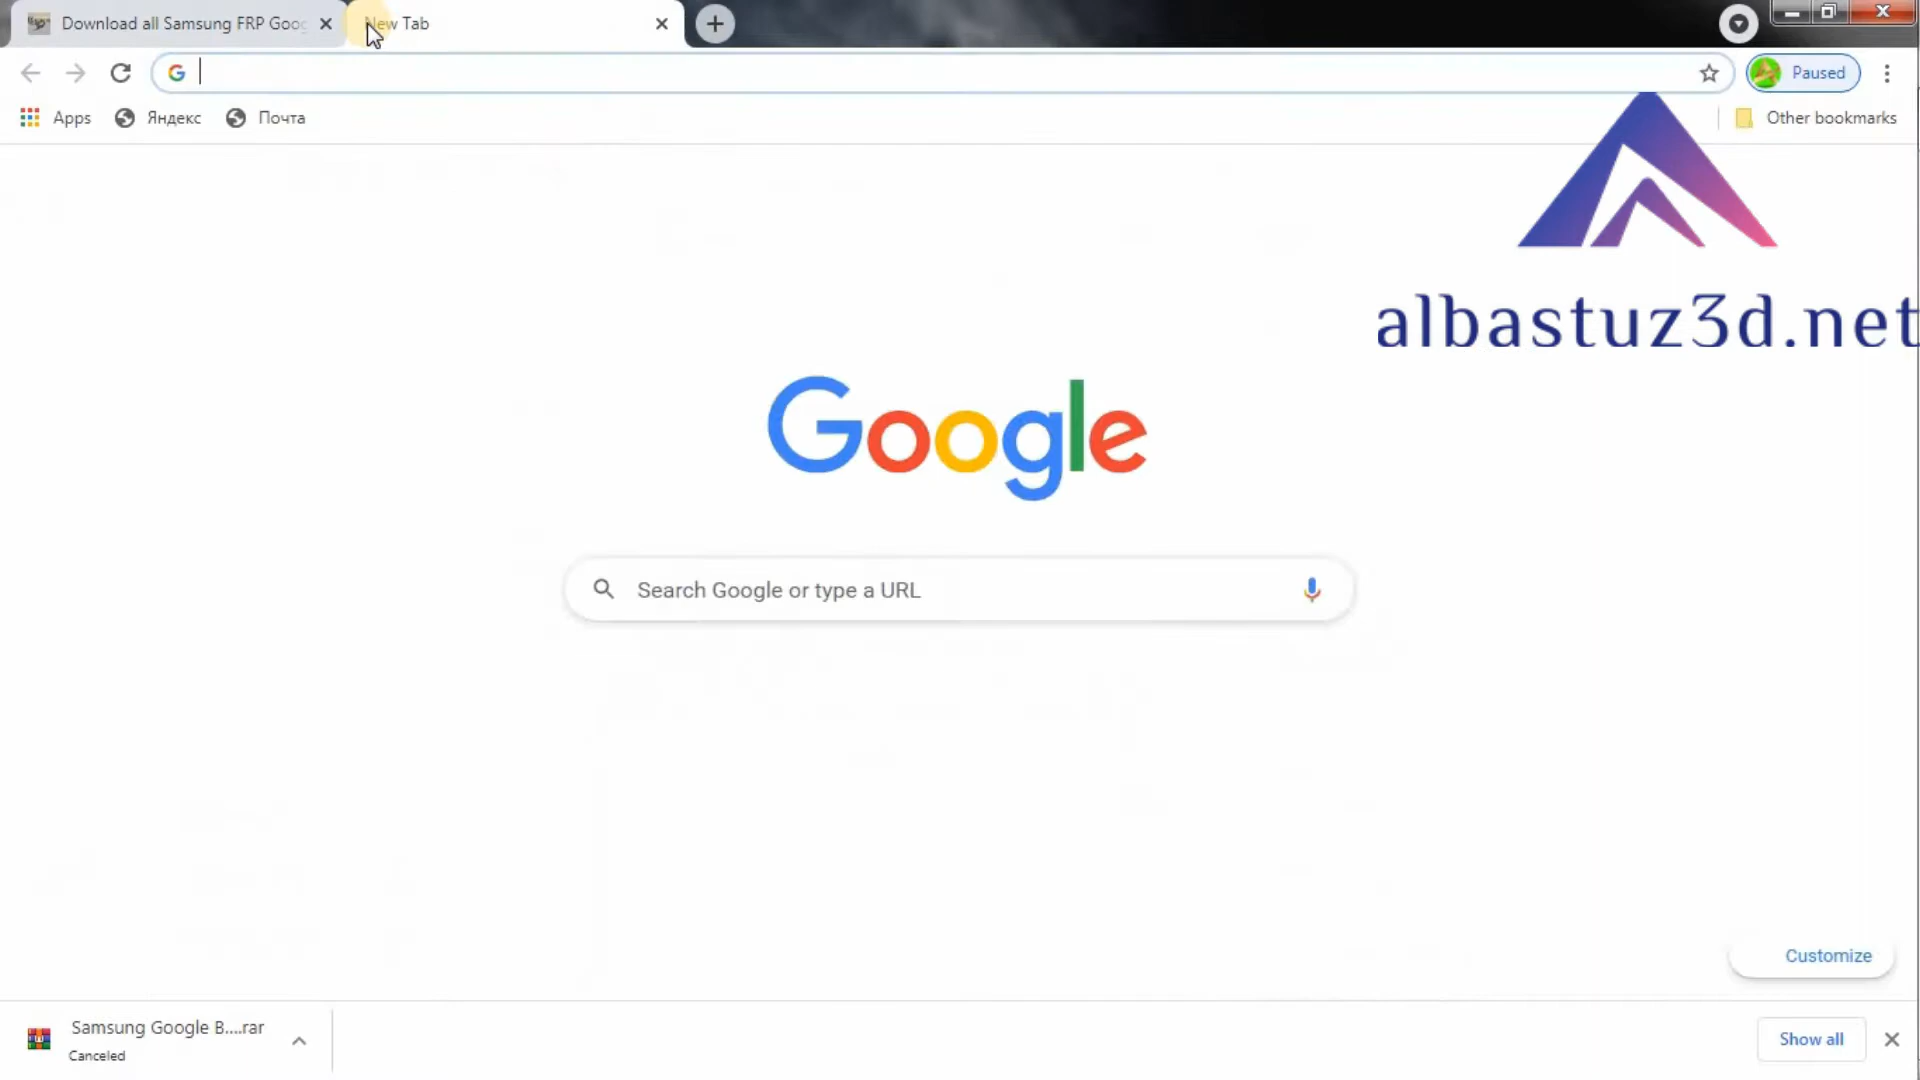 Download all Samsung FRP Goog
New Tab
Paused
Apps
Яндекс
Почта
Other bookmarks
albastuz3d.net
Google
Search Google or type a URL
Customize
Samsung Google B....rar
Canceled
Show all